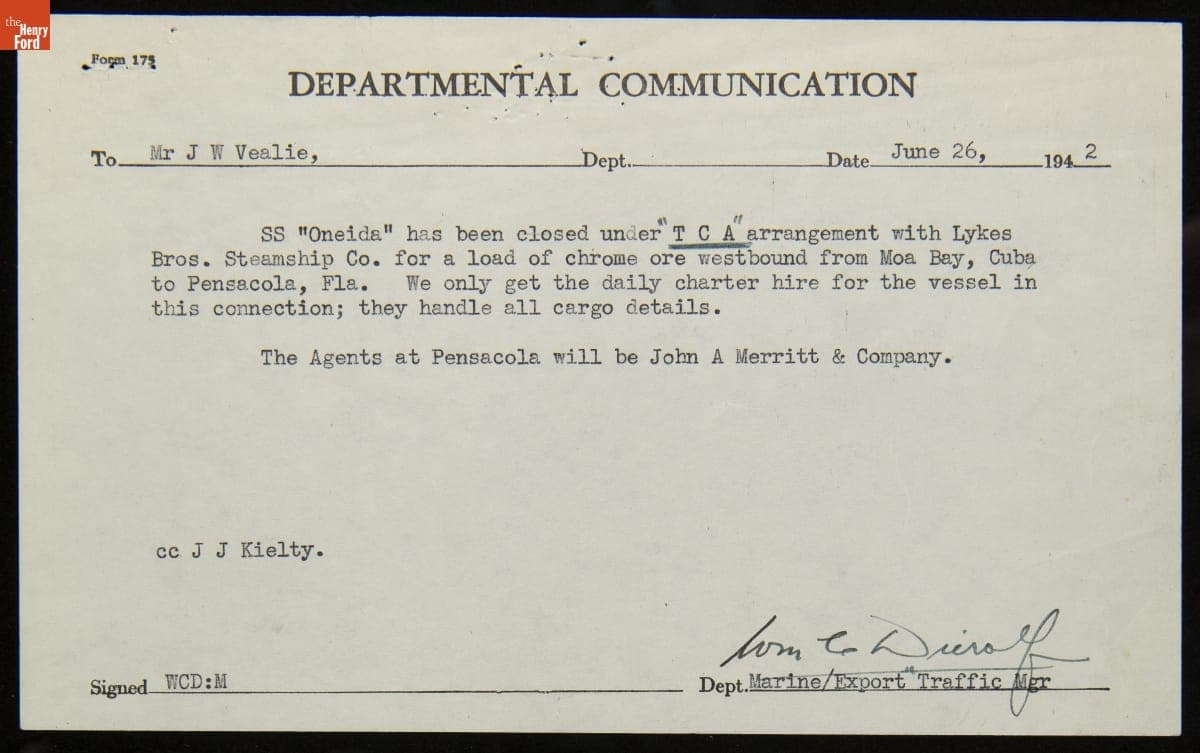 the
Henry
Ford
Form 175
DEPARTMENTAL COMMUNICATION
To Mr J W Vealie, Dept. Date June 26, 1942
SS "Oneida" has been closed under "T C A" arrangement with Lykes
Bros. Steamship Co. for a load of chrome ore westbound from Moa Bay, Cuba
to Pensacola, Fla. We only get the daily charter hire for the vessel in
this connection; they handle all cargo details.
The Agents at Pensacola will be John A Merritt & Company.
cc J J Kielty.
Wm C Dierolf
Signed WCD:M Dept. Marine/Export Traffic Mgr